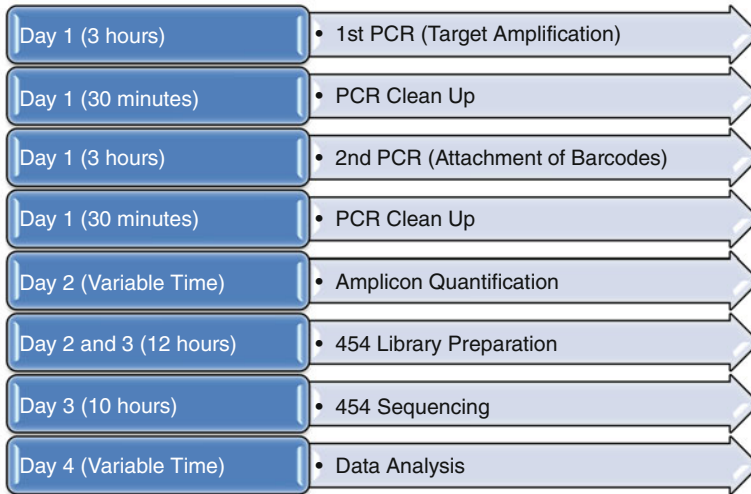 Day 1 (3 hours) • 1st PCR (Target Amplification)
Day 1 (30 minutes) • PCR Clean Up
Day 1 (3 hours) • 2nd PCR (Attachment of Barcodes)
Day 1 (30 minutes) • PCR Clean Up
Day 2 (Variable Time) • Amplicon Quantification
Day 2 and 3 (12 hours) • 454 Library Preparation
Day 3 (10 hours) • 454 Sequencing
Day 4 (Variable Time) • Data Analysis